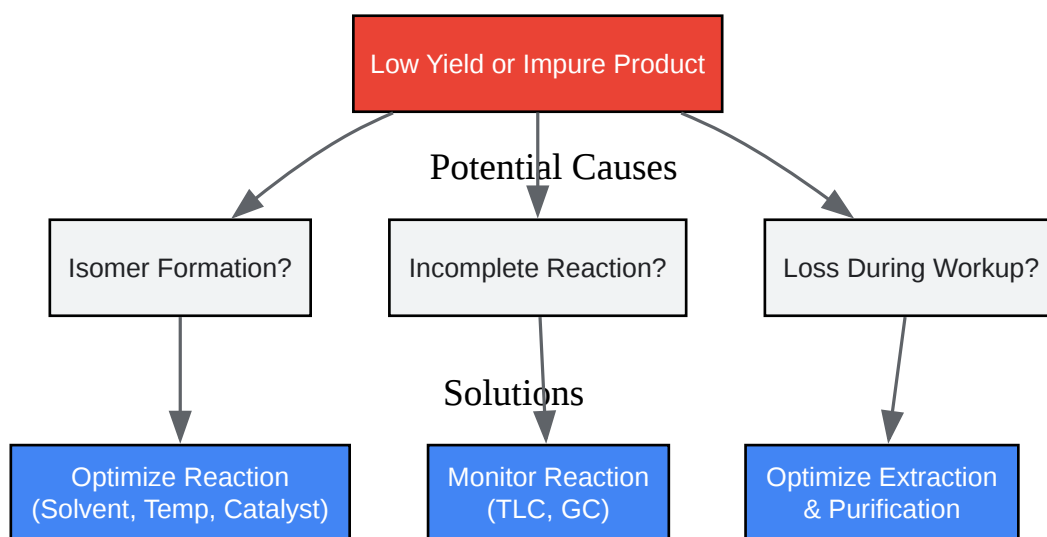 Low Yield or Impure Product
Potential Causes
Isomer Formation?
Incomplete Reaction?
Loss During Workup?
Solutions
Optimize Reaction
(Solvent, Temp, Catalyst)
Monitor Reaction
(TLC, GC)
Optimize Extraction
& Purification